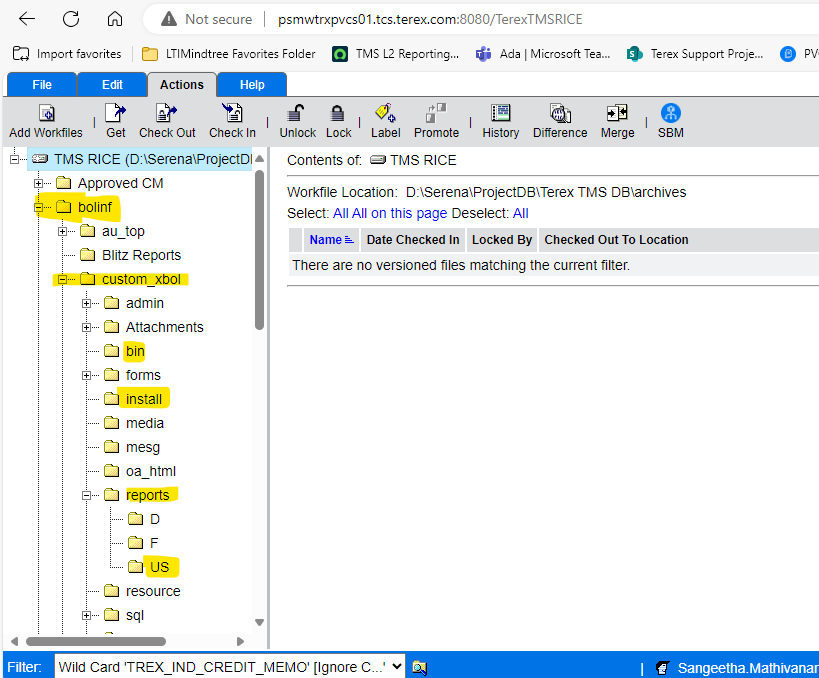 Not secure | psmwtrxpvcs01.tcs.terex.com:8080/TerexTMSRICE
Import favorites LTIMindtree Favorites Folder TMS L2 Reporting... Ada | Microsoft Tea... Terex Support Proje...
File Edit Actions Help
Add Workfiles | Get Check Out Check In | Unlock Lock | Label Promote | History Difference Merge | SBM
TMS RICE (D:\Serena\ProjectD
Approved CM
bolinf
au_top
Blitz Reports
custom_xbol
admin
Attachments
bin
forms
install
media
mesg
oa_html
reports
D
F
US
resource
sql
Contents of: TMS RICE
Workfile Location: D:\Serena\ProjectDB\Terex TMS DB\archives
Select: All All on this page Deselect: All
Name Date Checked In Locked By Checked Out To Location
There are no versioned files matching the current filter.
Filter: Wild Card 'TREX_IND_CREDIT_MEMO' [Ignore C...' | Sangeetha.Mathivanar